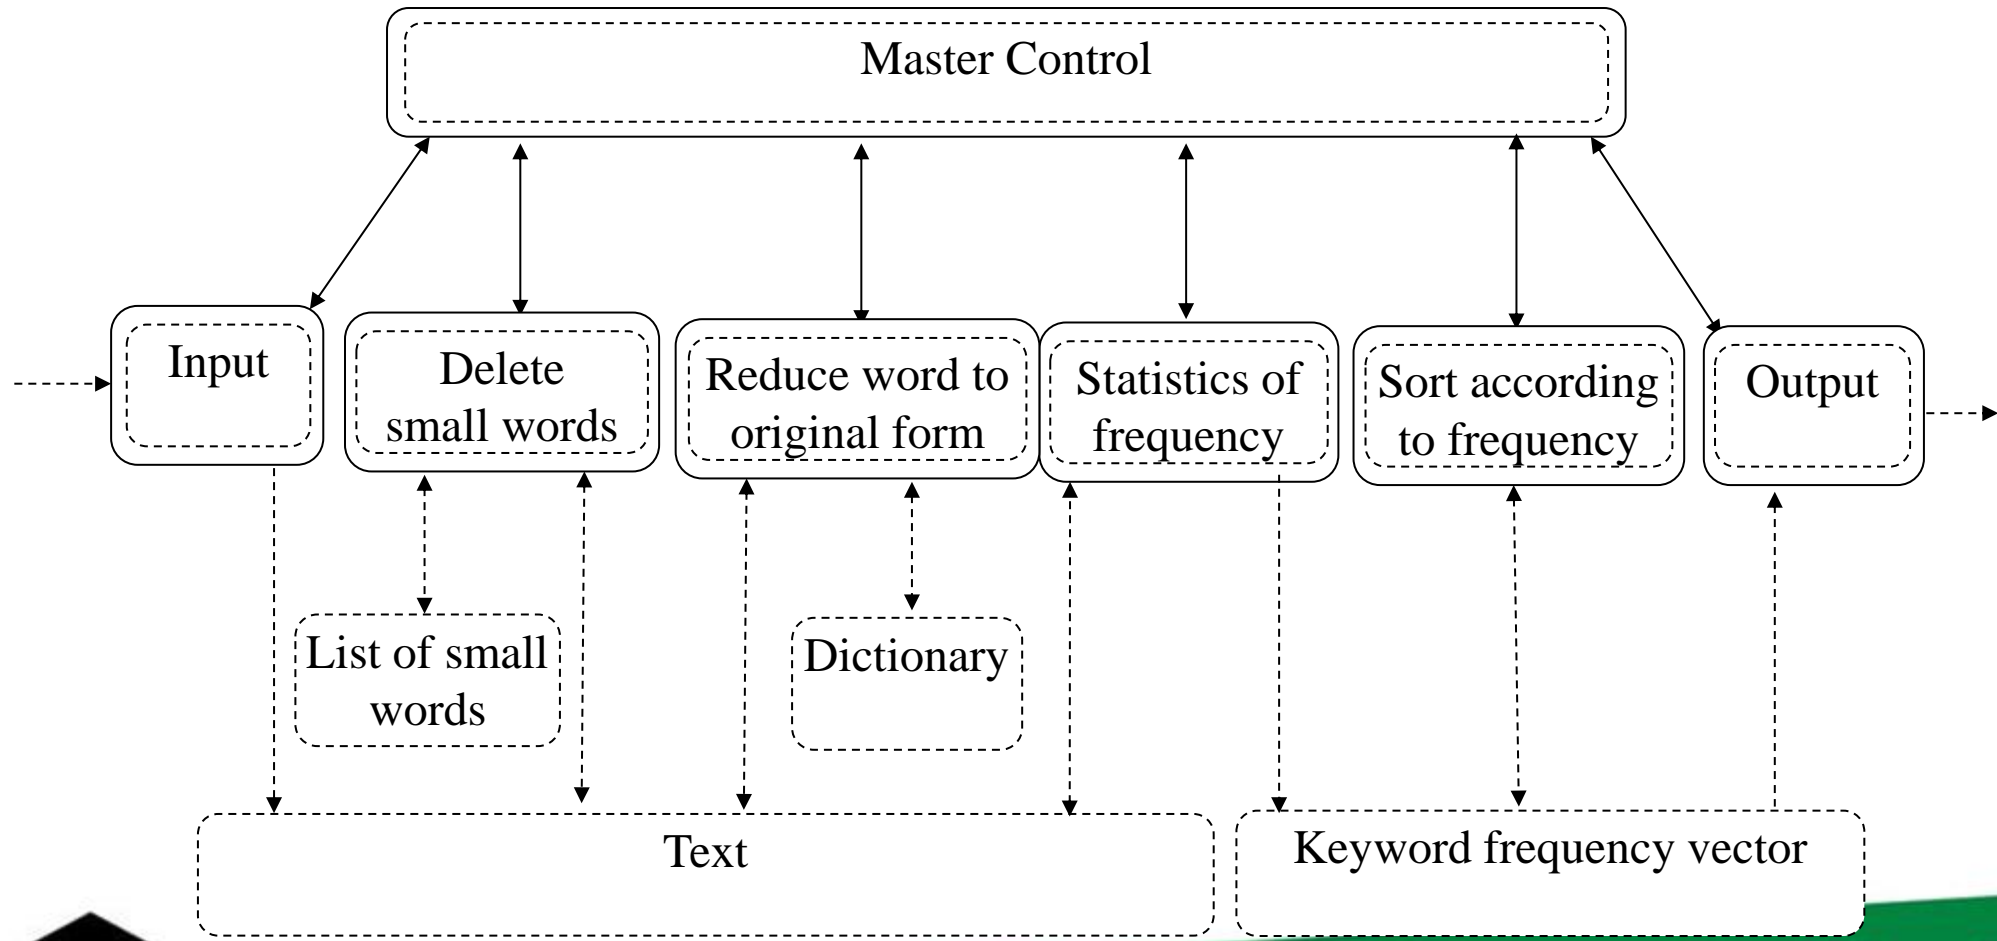 Master Control
Input
Delete
small words
Reduce word to
original form
Statistics of
frequency
Sort according
to frequency
Output
List of small
words
Dictionary
Text
Keyword frequency vector